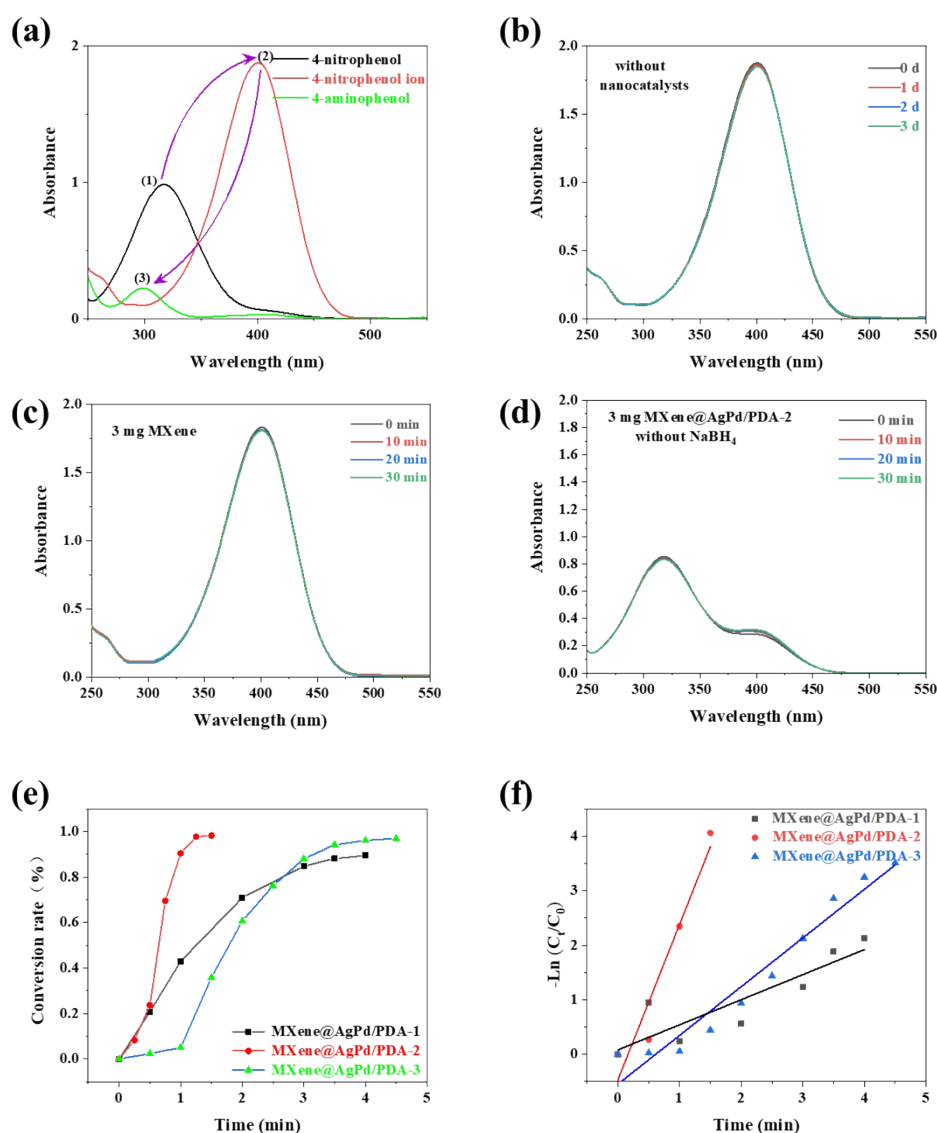 (a)
2
1
0
Absorbance
300
400
500
Wavelength (nm)
(1)
(2)
(3)
4-nitrophenol
4-nitrophenol ion
4-aminophenol
(b)
2.0
1.5
1.0
0.5
0.0
Absorbance
250 300 350 400 450 500 550
Wavelength (nm)
without
nanocatalysts
0 d
1 d
2 d
3 d
(c)
2.0
1.5
1.0
0.5
0.0
Absorbance
250 300 350 400 450 500 550
Wavelength (nm)
3 mg MXene
0 min
10 min
20 min
30 min
(d)
2.0
1.8
1.6
1.4
1.2
1.0
0.8
0.6
0.4
0.2
0.0
Absorbance
250 300 350 400 450 500 550
Wavelength (nm)
3 mg MXene@AgPd/PDA-2
without NaBH₄
0 min
10 min
20 min
30 min
(e)
1.0
0.8
0.6
0.4
0.2
0.0
Conversion rate (%)
0 1 2 3 4 5
Time (min)
MXene@AgPd/PDA-1
MXene@AgPd/PDA-2
MXene@AgPd/PDA-3
(f)
4
3
2
1
0
-Ln (Cₜ/C₀)
0 1 2 3 4 5
Time (min)
MXene@AgPd/PDA-1
MXene@AgPd/PDA-2
MXene@AgPd/PDA-3